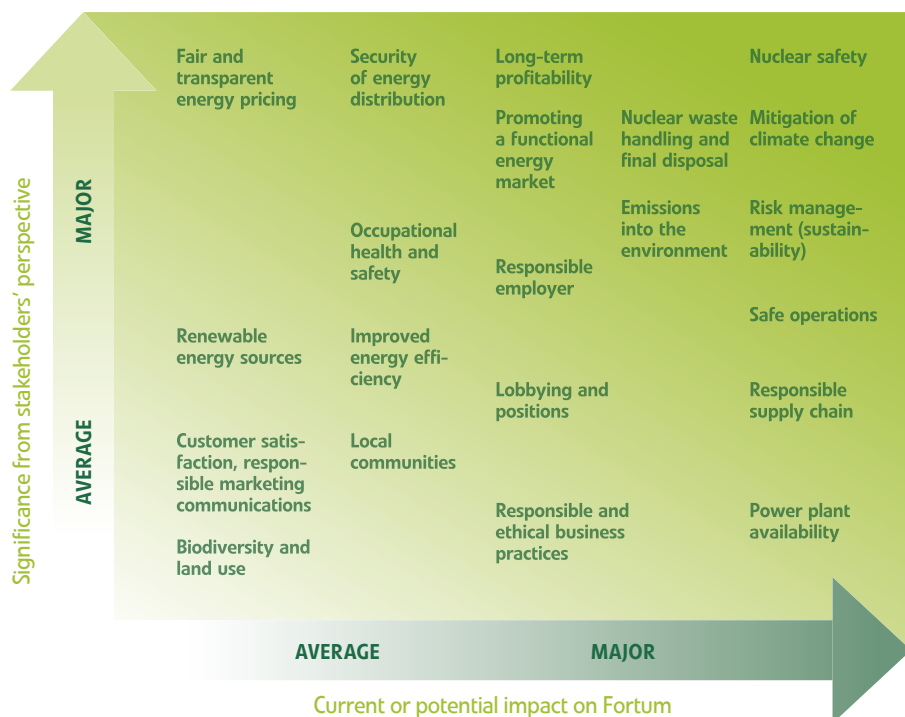 Significance from stakeholders' perspective
MAJOR
AVERAGE
Fair and
transparent
energy pricing
Security
of energy
distribution
Long-term
profitability
Nuclear safety
Promoting
a functional
energy
market
Nuclear waste
handling and
final disposal
Mitigation of
climate change
Occupational
health and
safety
Emissions
into the
environment
Risk manage-
ment (sustain-
ability)
Responsible
employer
Safe operations
Renewable
energy sources
Improved
energy effi-
ciency
Lobbying and
positions
Responsible
supply chain
Customer satis-
faction, respon-
sible marketing
communications
Local
communities
Responsible and
ethical business
practices
Power plant
availability
Biodiversity and
land use
AVERAGE
MAJOR
Current or potential impact on Fortum